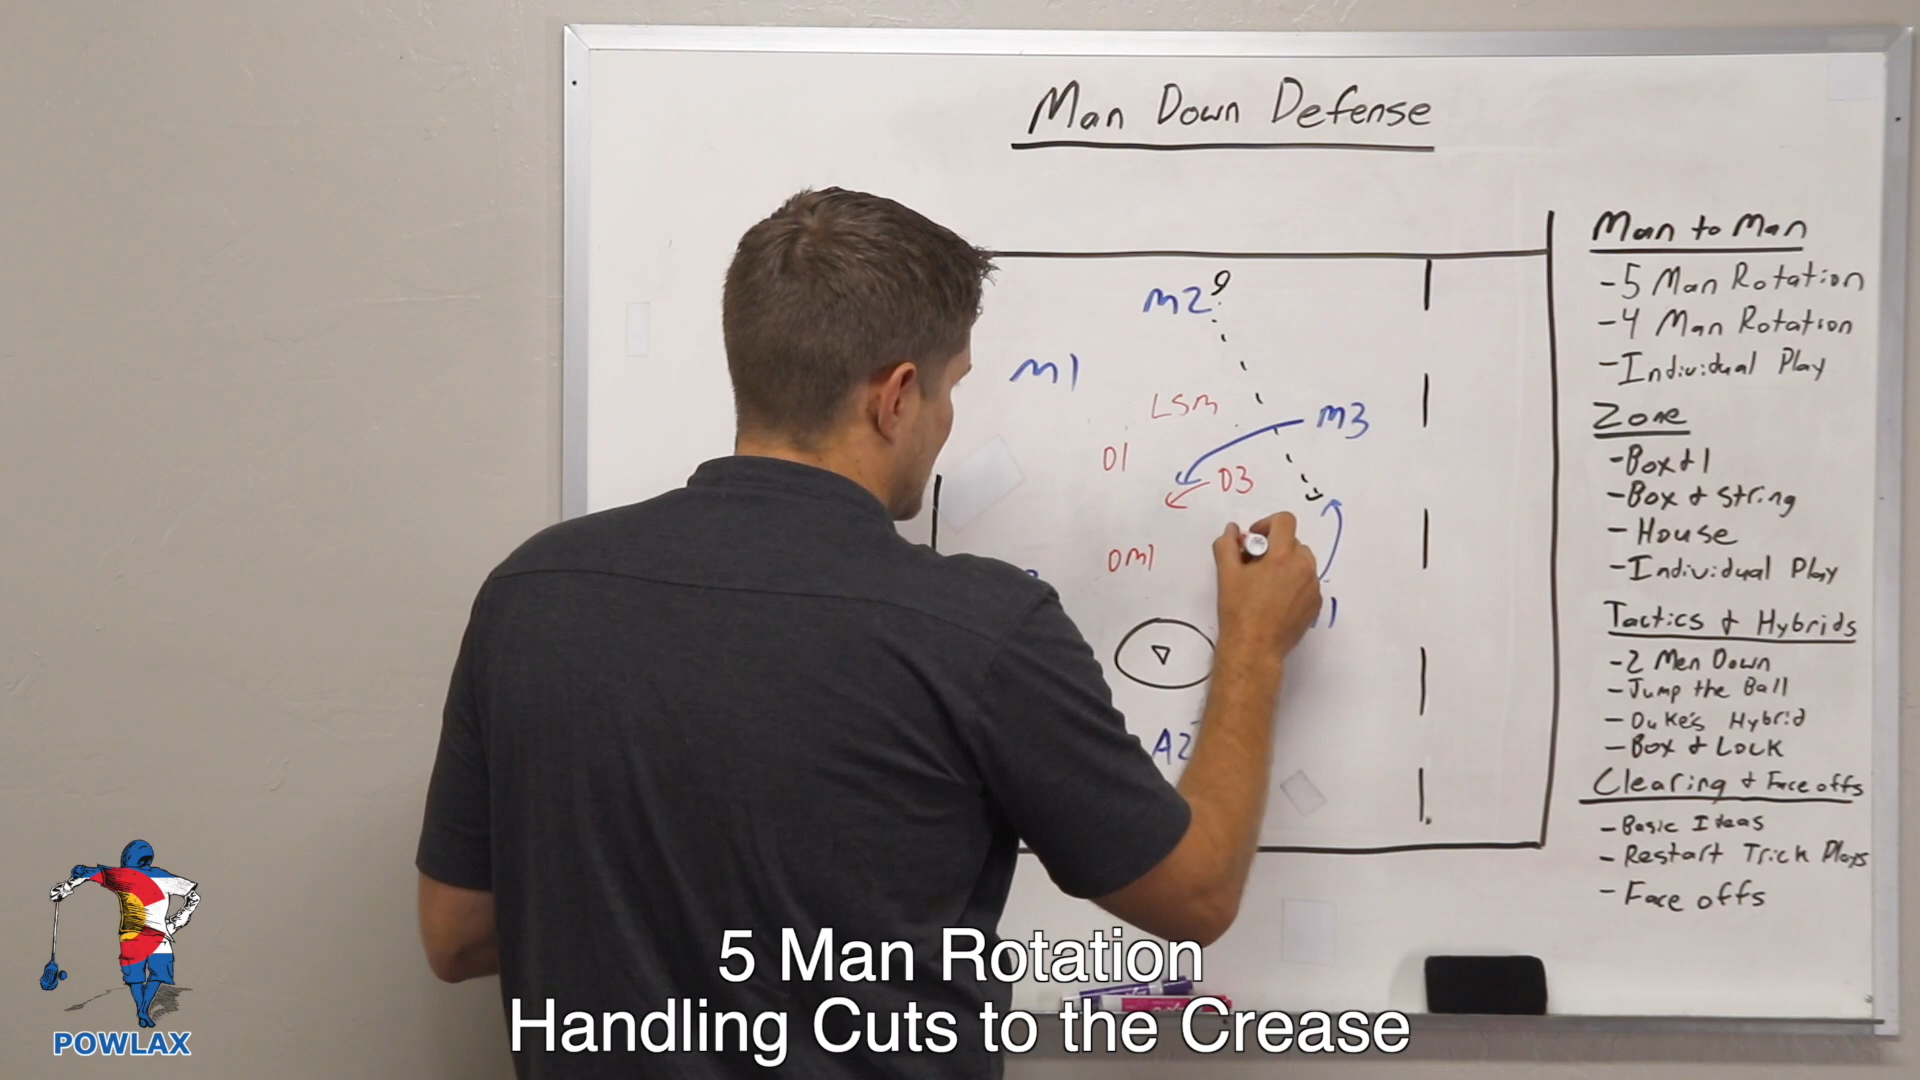 Man Down Defense
Man to Man
-5 Man Rotation
-4 Man Rotation
-Individual Play
Zone
-Box & 1
-Box & String
-House
-Individual Play
Tactics & Hybrids
-2 Men Down
-Jump the Ball
-Duke's Hybrid
-Box & Lock
Clearing & Face offs
-Basic Ideas
-Restart Trick Plays
-Face offs
M2
M1
LSM
M3
D1
D3
DM1
A2
5 Man Rotation
Handling Cuts to the Crease
POWLAX